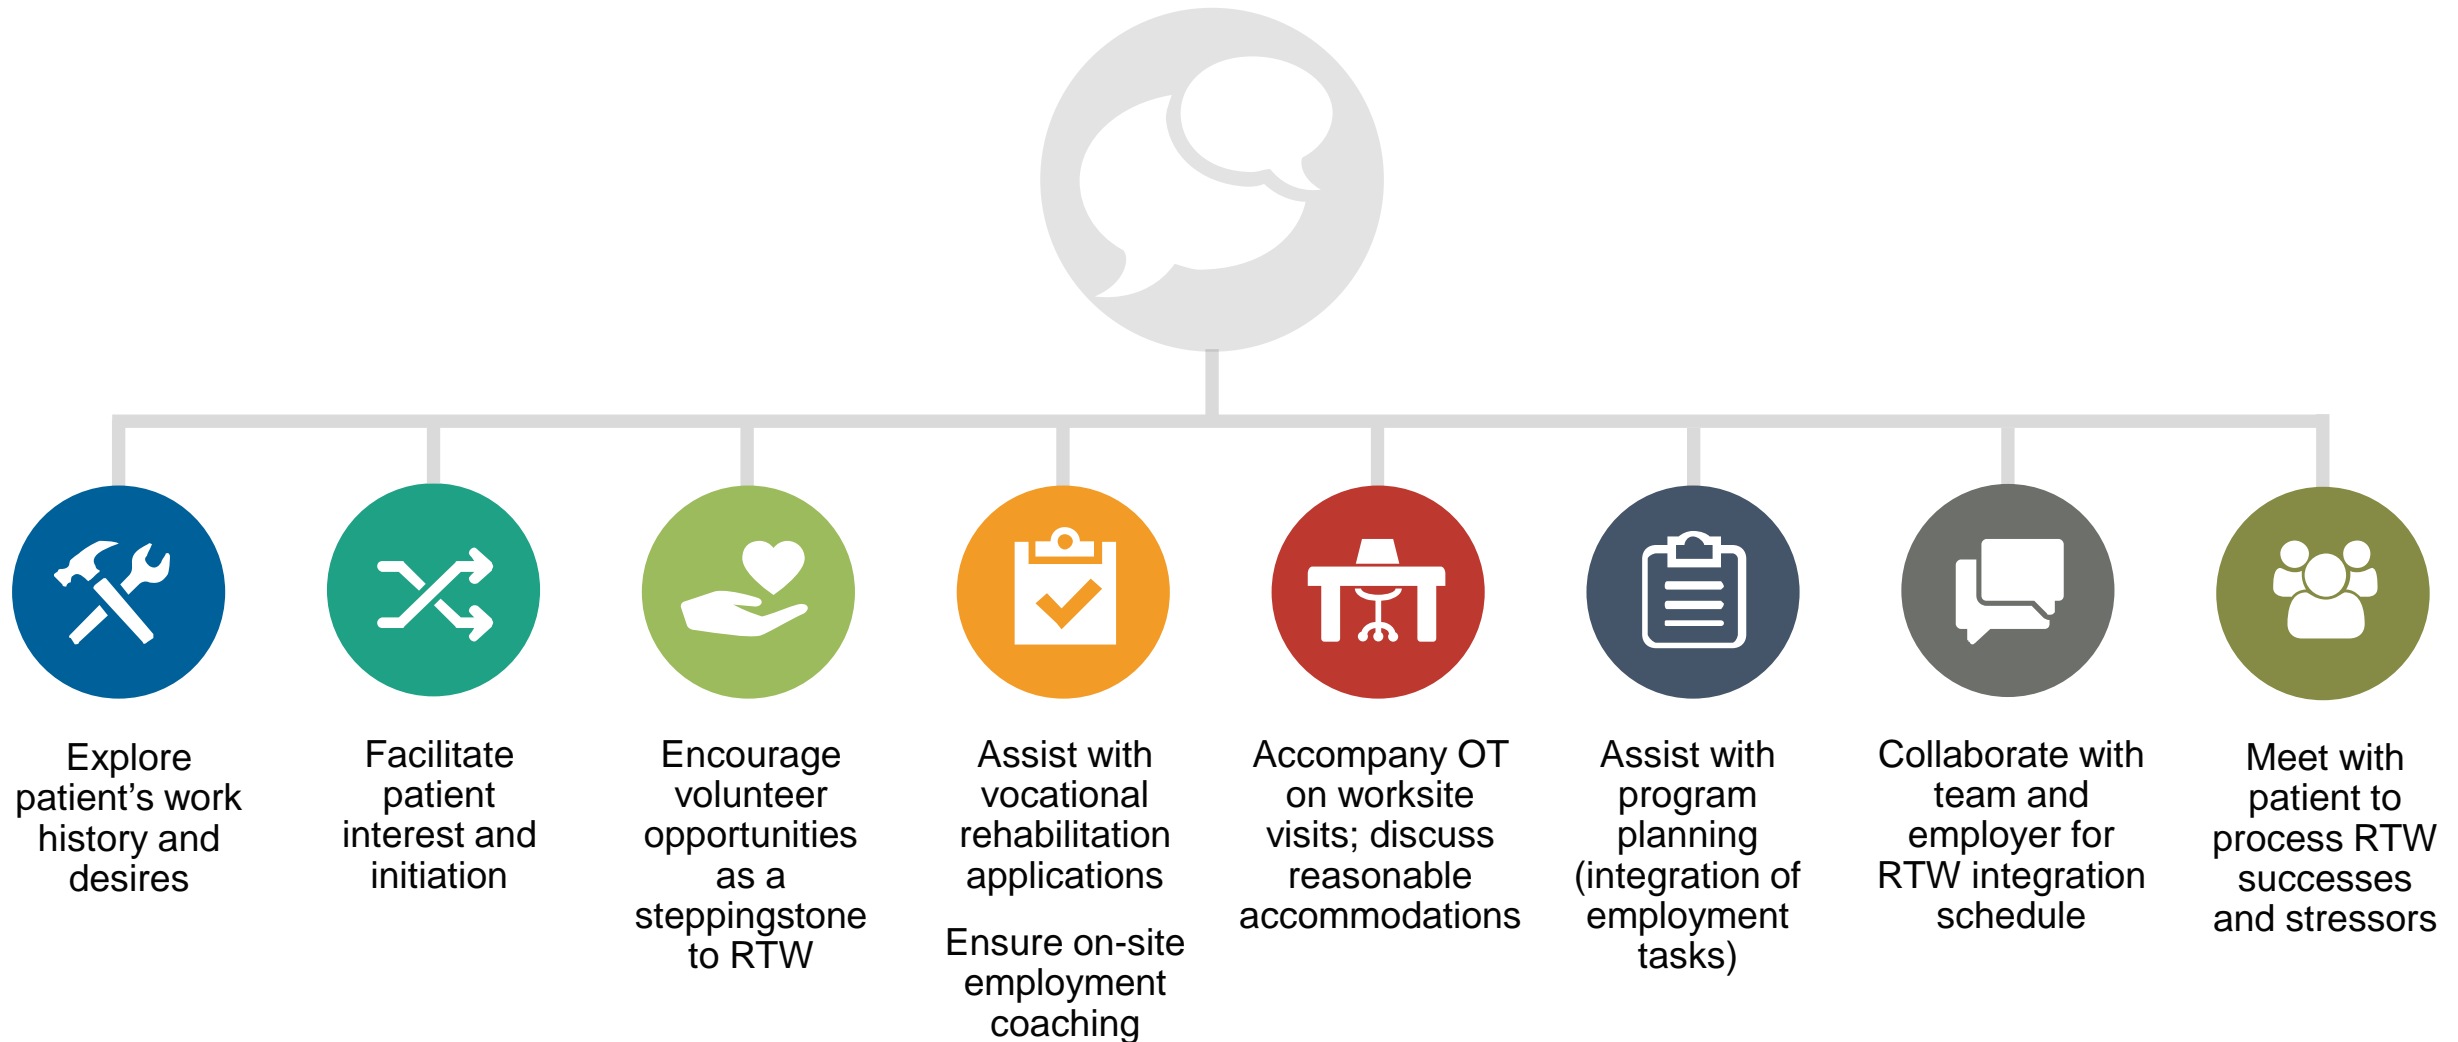 Explore
patient’s work
history and
desires
Facilitate
patient
interest and
initiation
Encourage
volunteer
opportunities
as a
steppingstone
to RTW
Assist with
vocational
rehabilitation
applications
Ensure on-site
employment
coaching
Accompany OT
on worksite
visits; discuss
reasonable
accommodations
Assist with
program
planning
(integration of
employment
tasks)
Collaborate with
team and
employer for
RTW integration
schedule
Meet with
patient to
process RTW
successes
and stressors